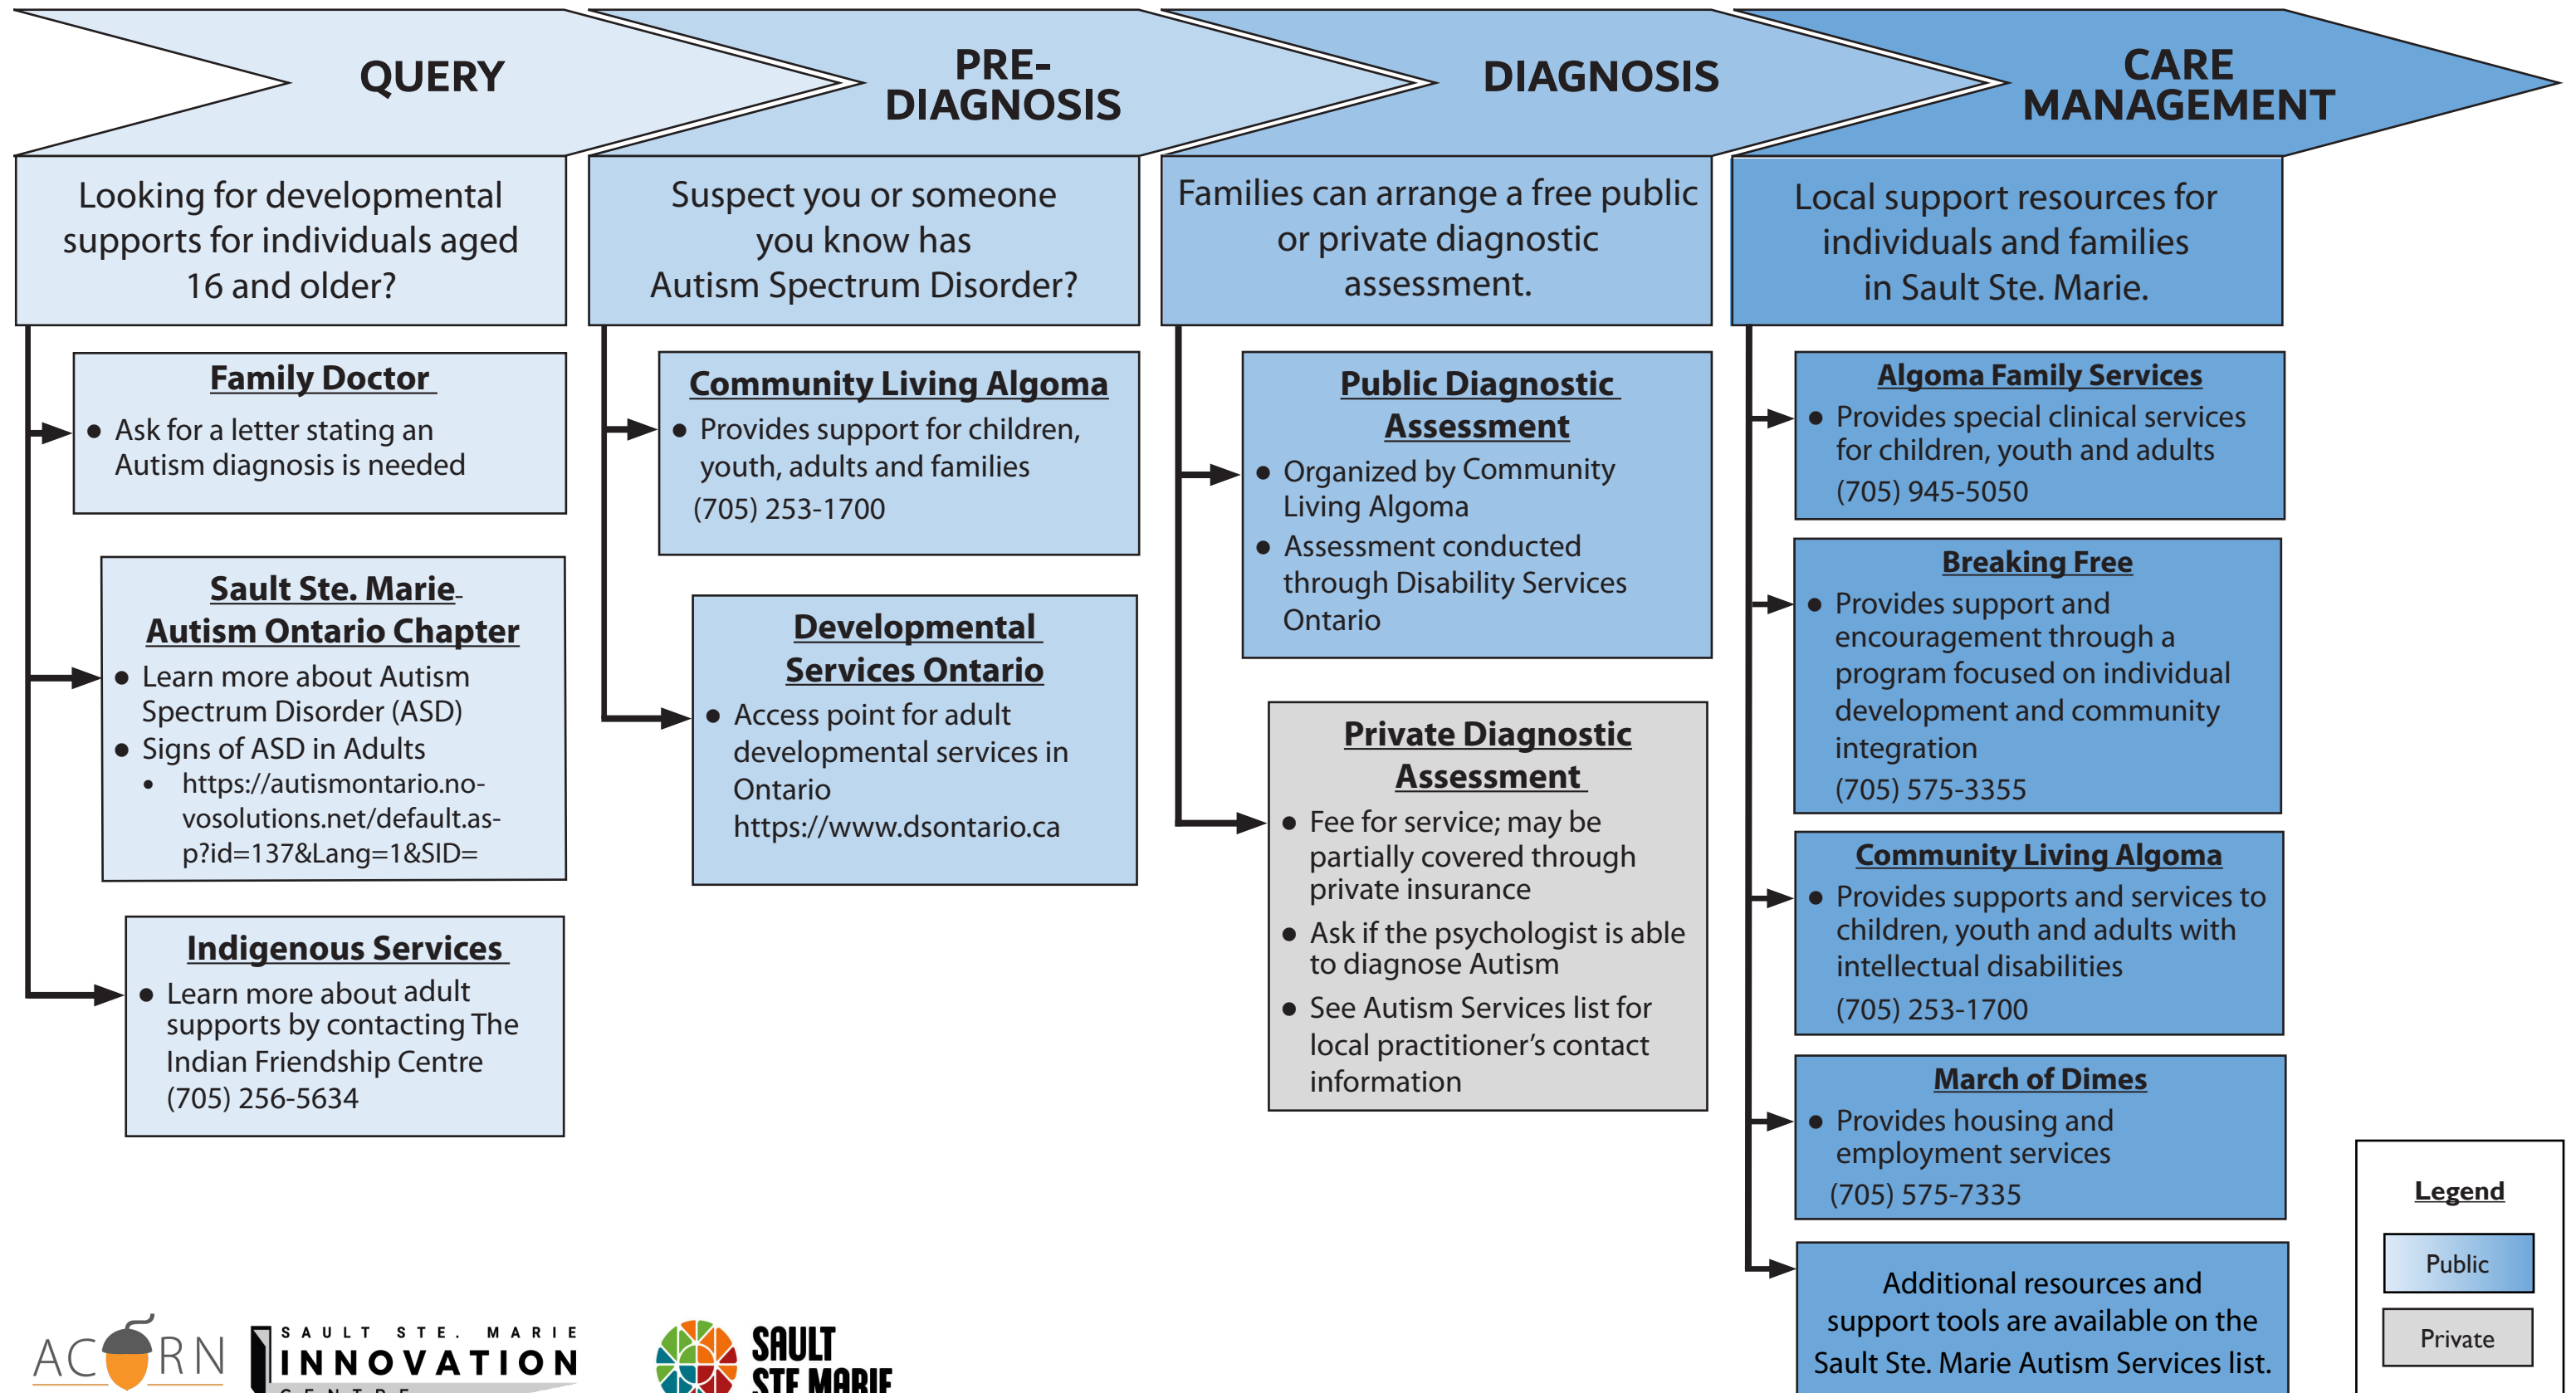 QUERY
PRE-
DIAGNOSIS
DIAGNOSIS
CARE
MANAGEMENT
Looking for developmental
supports for individuals aged
16 and older?
Family Doctor
● Ask for a letter stating an
Autism diagnosis is needed
Sault Ste. Marie
Autism Ontario Chapter
● Learn more about Autism
Spectrum Disorder (ASD)
● Signs of ASD in Adults
• https://autismontario.no-
vosolutions.net/default.as-
p?id=137&Lang=1&SID=
Indigenous Services
● Learn more about adult
supports by contacting The
Indian Friendship Centre
(705) 256-5634
Suspect you or someone
you know has
Autism Spectrum Disorder?
Community Living Algoma
● Provides support for children,
youth, adults and families
(705) 253-1700
Developmental
Services Ontario
● Access point for adult
developmental services in
Ontario
https://www.dsontario.ca
Families can arrange a free public
or private diagnostic
assessment.
Public Diagnostic
Assessment
● Organized by Community
Living Algoma
● Assessment conducted
through Disability Services
Ontario
Private Diagnostic
Assessment
● Fee for service; may be
partially covered through
private insurance
● Ask if the psychologist is able
to diagnose Autism
● See Autism Services list for
local practitioner’s contact
information
Local support resources for
individuals and families
in Sault Ste. Marie.
Algoma Family Services
● Provides special clinical services
for children, youth and adults
(705) 945-5050
Breaking Free
● Provides support and
encouragement through a
program focused on individual
development and community
integration
(705) 575-3355
Community Living Algoma
● Provides supports and services to
children, youth and adults with
intellectual disabilities
(705) 253-1700
March of Dimes
● Provides housing and
employment services
(705) 575-7335
Additional resources and
support tools are available on the
Sault Ste. Marie Autism Services list.
Legend
Public
Private
ACORN
SAULT STE. MARIE
INNOVATION
CENTRE
SAULT
STE MARIE